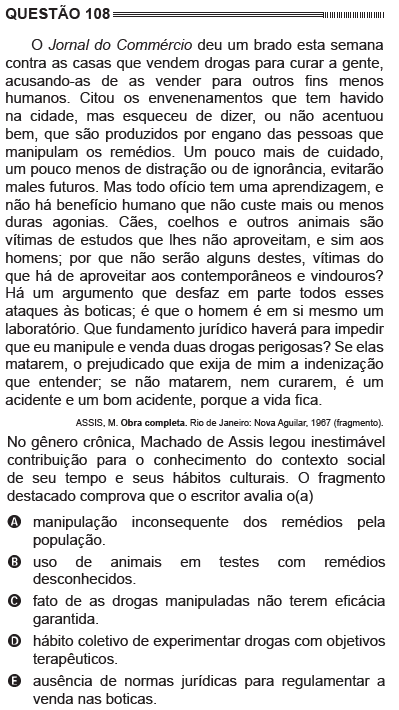 QUESTÃO 108
O Jornal do Commércio deu um brado esta semana
contra as casas que vendem drogas para curar a gente,
acusando-as de as vender para outros fins menos
humanos. Citou os envenenamentos que tem havido
na cidade, mas esqueceu de dizer, ou não acentuou
bem, que são produzidos por engano das pessoas que
manipulam os remédios. Um pouco mais de cuidado,
um pouco menos de distração ou de ignorância, evitarão
males futuros. Mas todo ofício tem uma aprendizagem, e
não há benefício humano que não custe mais ou menos
duras agonias. Cães, coelhos e outros animais são
vítimas de estudos que lhes não aproveitam, e sim aos
homens; por que não serão alguns destes, vítimas do
que há de aproveitar aos contemporâneos e vindouros?
Há um argumento que desfaz em parte todos esses
ataques às boticas; é que o homem é em si mesmo um
laboratório. Que fundamento jurídico haverá para impedir
que eu manipule e venda duas drogas perigosas? Se elas
matarem, o prejudicado que exija de mim a indenização
que entender; se não matarem, nem curarem, é um
acidente e um bom acidente, porque a vida fica.
ASSIS, M. Obra completa. Rio de Janeiro: Nova Aguilar, 1967 (fragmento).
No gênero crônica, Machado de Assis legou inestimável
contribuição para o conhecimento do contexto social
de seu tempo e seus hábitos culturais. O fragmento
destacado comprova que o escritor avalia o(a)
A manipulação inconsequente dos remédios pela
população.
B uso de animais em testes com remédios
desconhecidos.
C fato de as drogas manipuladas não terem eficácia
garantida.
D hábito coletivo de experimentar drogas com objetivos
terapêuticos.
E ausência de normas jurídicas para regulamentar a
venda nas boticas.